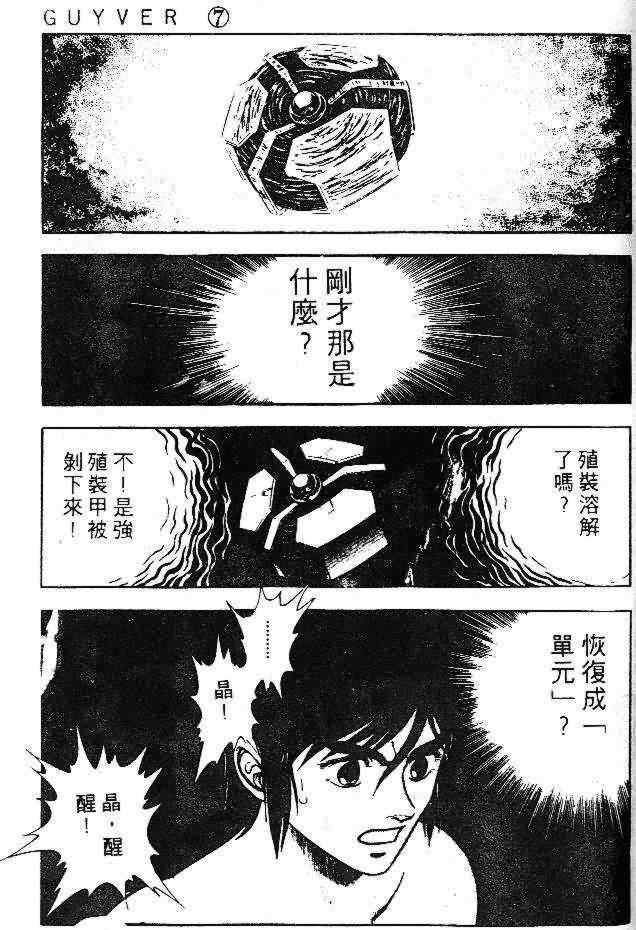 GUYVER ⑦
剛才那是
什麼？
殖裝溶解
了嗎？
不！是強
殖裝甲被
剝下來！
恢復成「
單元」？
………
晶！
晶，醒
醒！